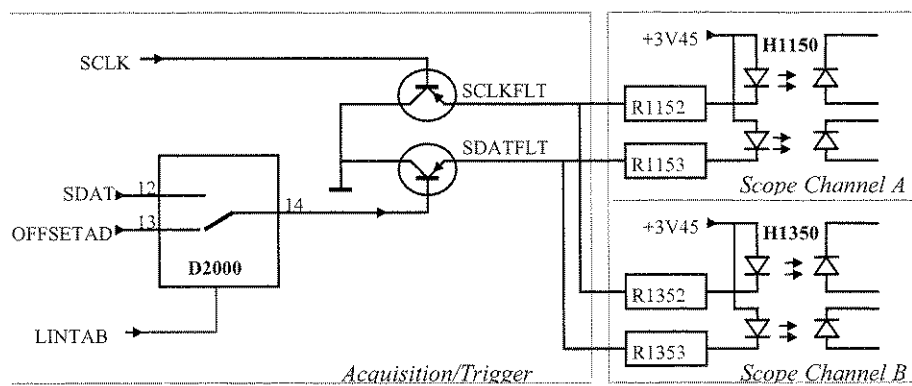 +3V45
H1150
SCLK
SCLKFLT
R1152
SDATFLT
R1153
Scope Channel A
SDAT
12
14
OFFSETAD
13
D2000
+3V45
H1350
R1352
LINTAB
R1353
Acquisition/Trigger
Scope Channel B